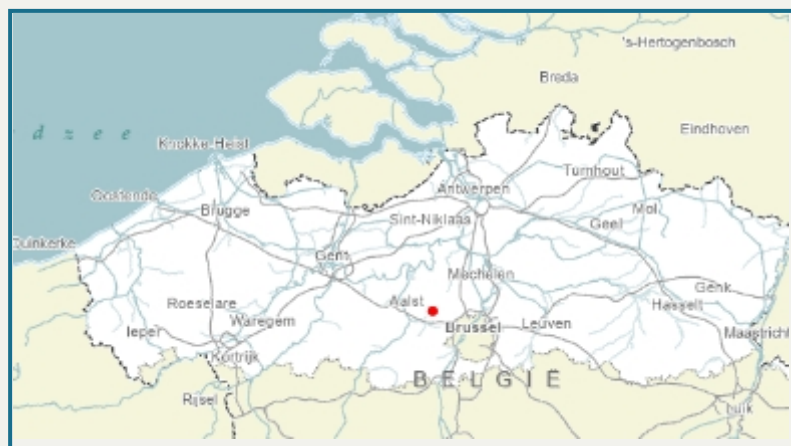 's-Hertogenbosch
Breda
d z e e
Eindhoven
Knokke-Heist
Turnhout
Oostende
Antwerpen
Brugge
Mol
Sint-Niklaas
Geel
Duinkerke
Gent
Mechelen
Genk
Roeselare
Aalst
Hasselt
Ieper
Waregem
Brussel
Leuven
Maastricht
Kortrijk
BELGIË
Rijsel
Luik